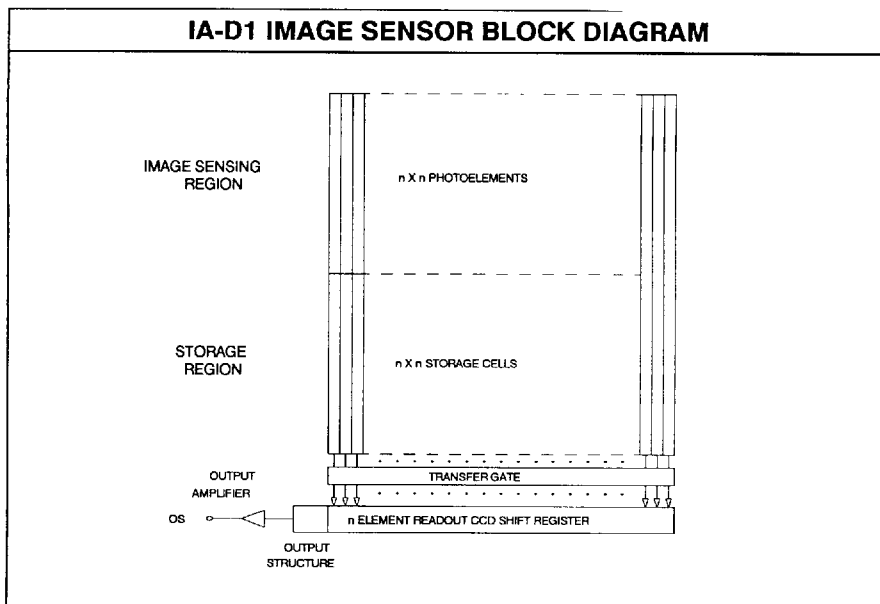 IA-D1 IMAGE SENSOR BLOCK DIAGRAM
IMAGE SENSING
REGION
n X n PHOTOELEMENTS
STORAGE
REGION
n X n STORAGE CELLS
OUTPUT
AMPLIFIER
TRANSFER GATE
OS
n ELEMENT READOUT CCD SHIFT REGISTER
OUTPUT
STRUCTURE